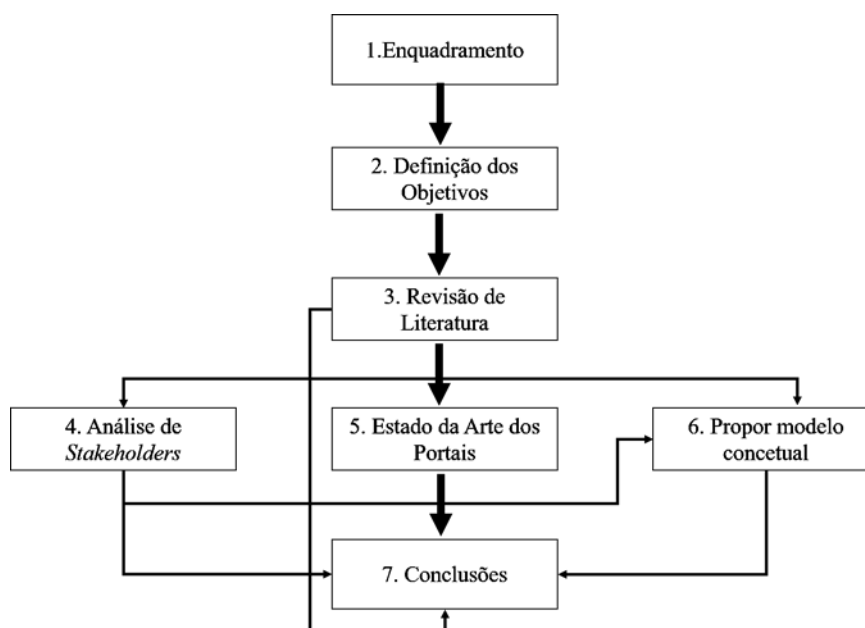 1.Enquadramento
2. Definição dos
Objetivos
3. Revisão de
Literatura
4. Análise de
Stakeholders
5. Estado da Arte dos
Portais
6. Propor modelo
concetual
7. Conclusões